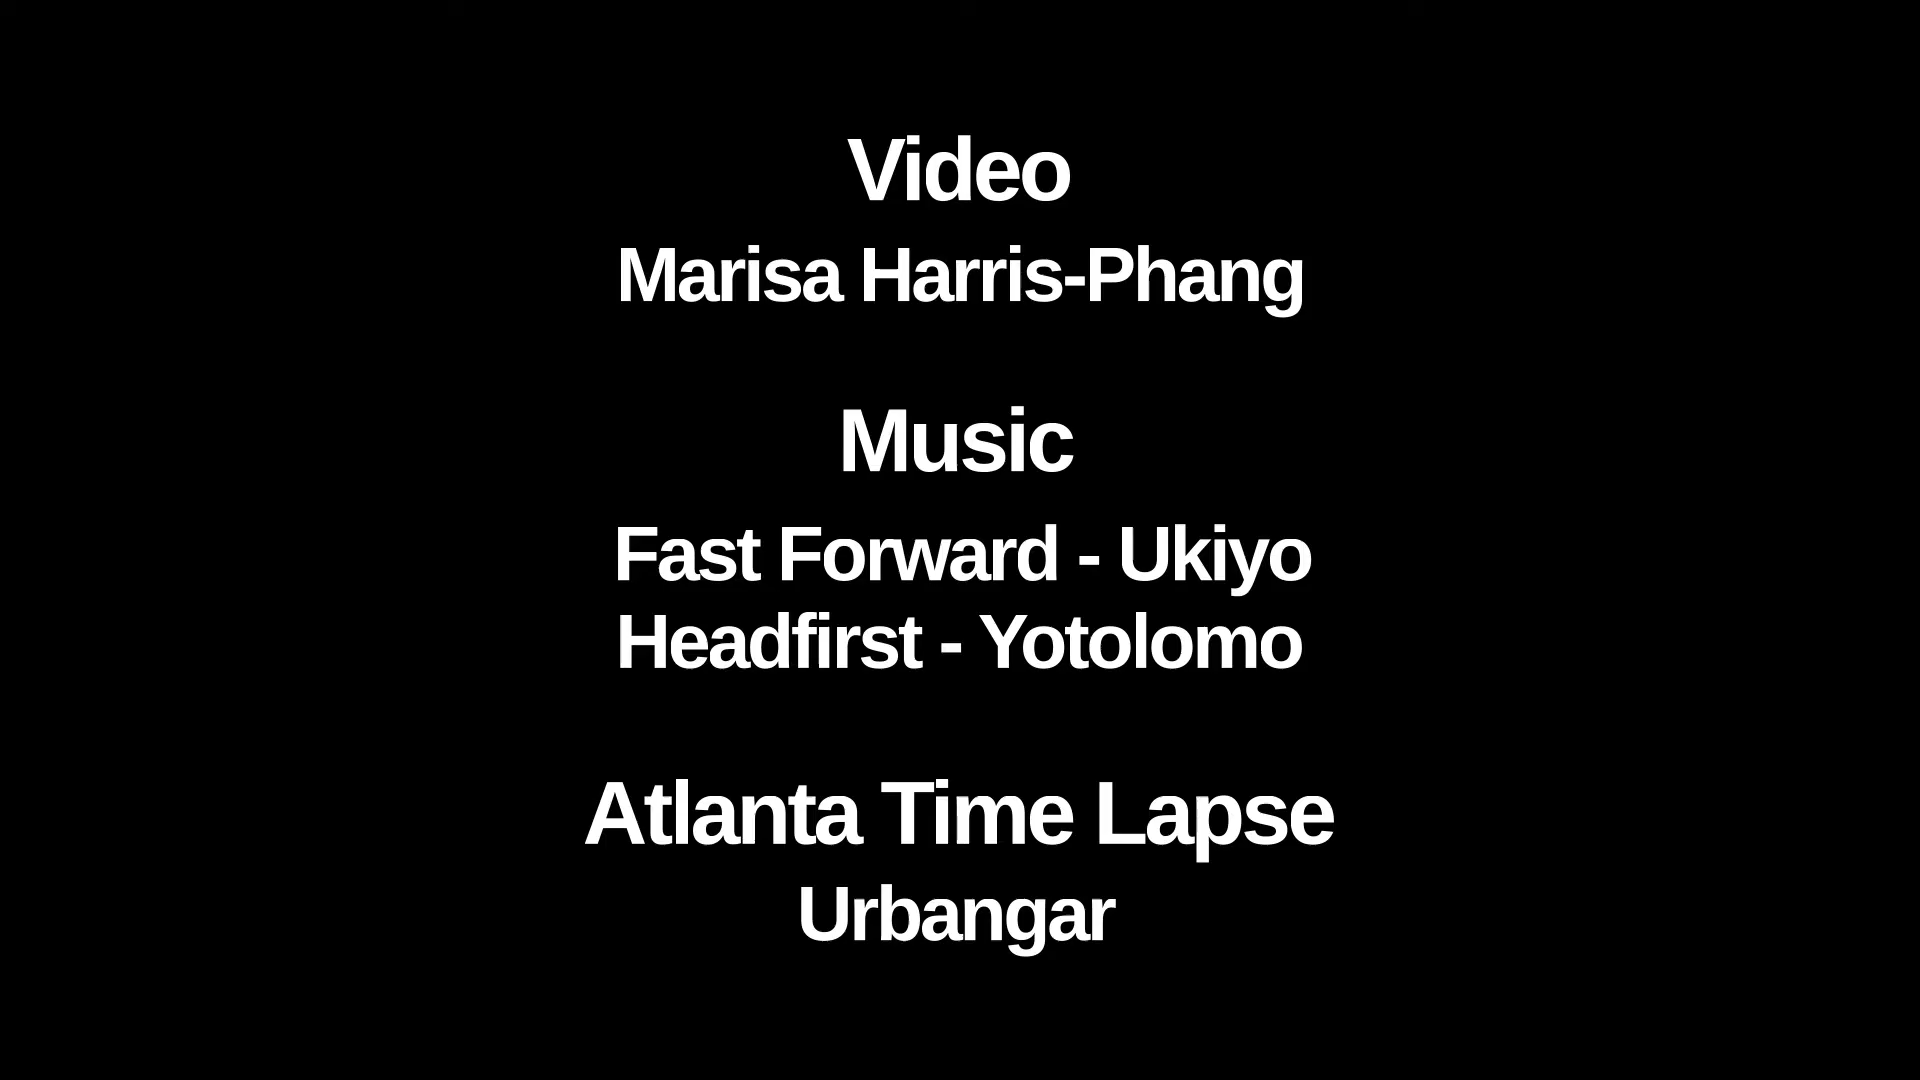 Video
Marisa Harris-Phang
Music
Fast Forward - Ukiyo
Headfirst - Yotolomo
Atlanta Time Lapse
Urbangar